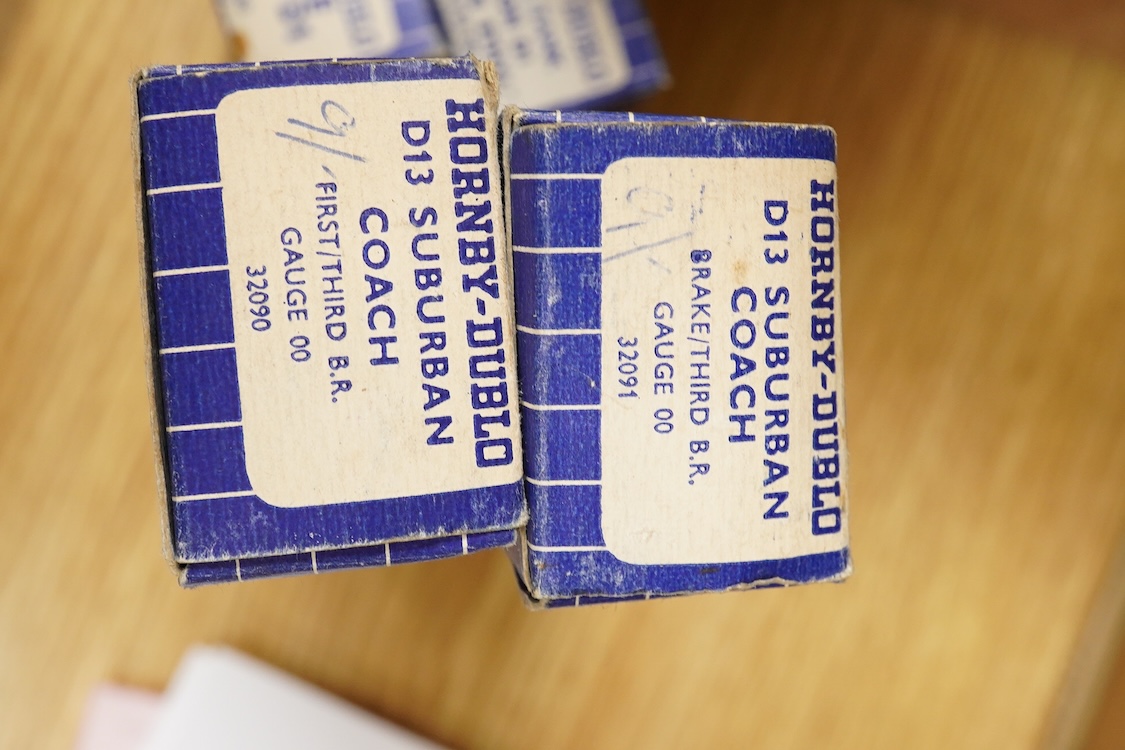 HORNBY-DUBLO
D13 SUBURBAN
COACH
FIRST/THIRD B.R.
GAUGE 00
32090
9/
HORNBY-DUBLO
D13 SUBURBAN
COACH
BRAKE/THIRD B.R.
GAUGE 00
32091
9/